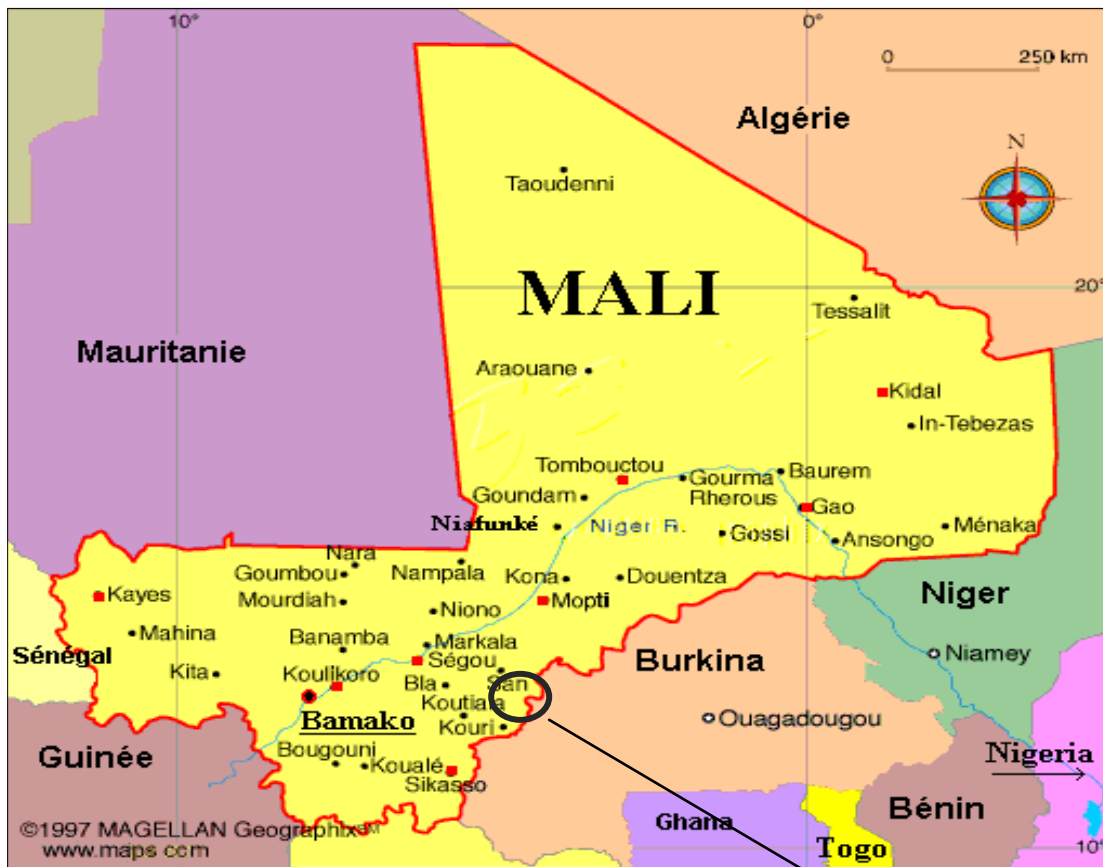 10°
0°
0 250 km
Algérie
N
Taoudenni
MALI
20°
Tessalit
Mauritanie
Araouane
Kidal
In-Tebezas
Tombouctou
Baurem
Gourma
Rherous
Goundam
Gao
Niafunké
Niger R.
Gossi
Ansongo
Ménaka
Nara
Goumbou
Nampala
Kona
Douentza
Kayes
Mourdiah
Niono
Mopti
Niger
Mahina
Banamba
Markala
Sénégal
Ségou
Burkina
Niamey
Kita
Koulikoro
Bla
San
Koutiala
Bamako
Kouri
Ouagadougou
Guinée
Bougouni
Koualé
Sikasso
Nigeria
Bénin
Ghana
Togo
©1997 MAGELLAN Geographix℠
www.maps.com
10°